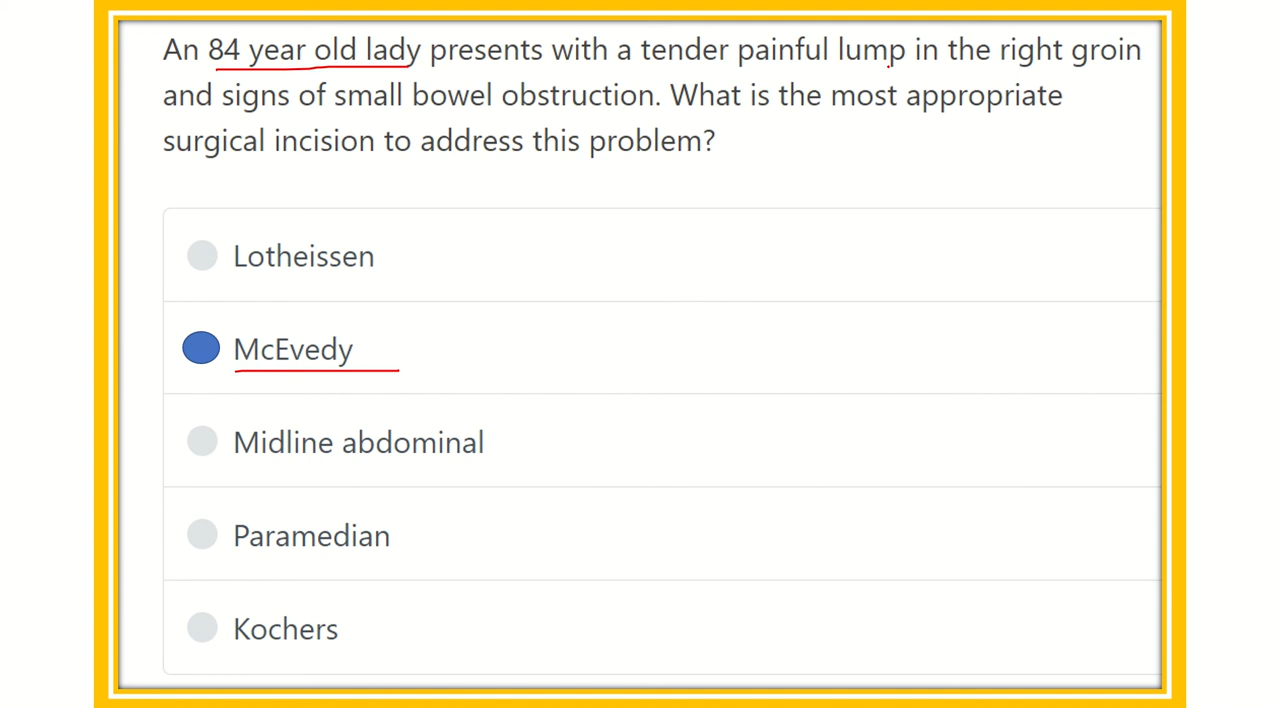 An 84 year old lady presents with a tender painful lump in the right groin
and signs of small bowel obstruction. What is the most appropriate
surgical incision to address this problem?
Lotheissen
McEvedy
Midline abdominal
Paramedian
Kochers